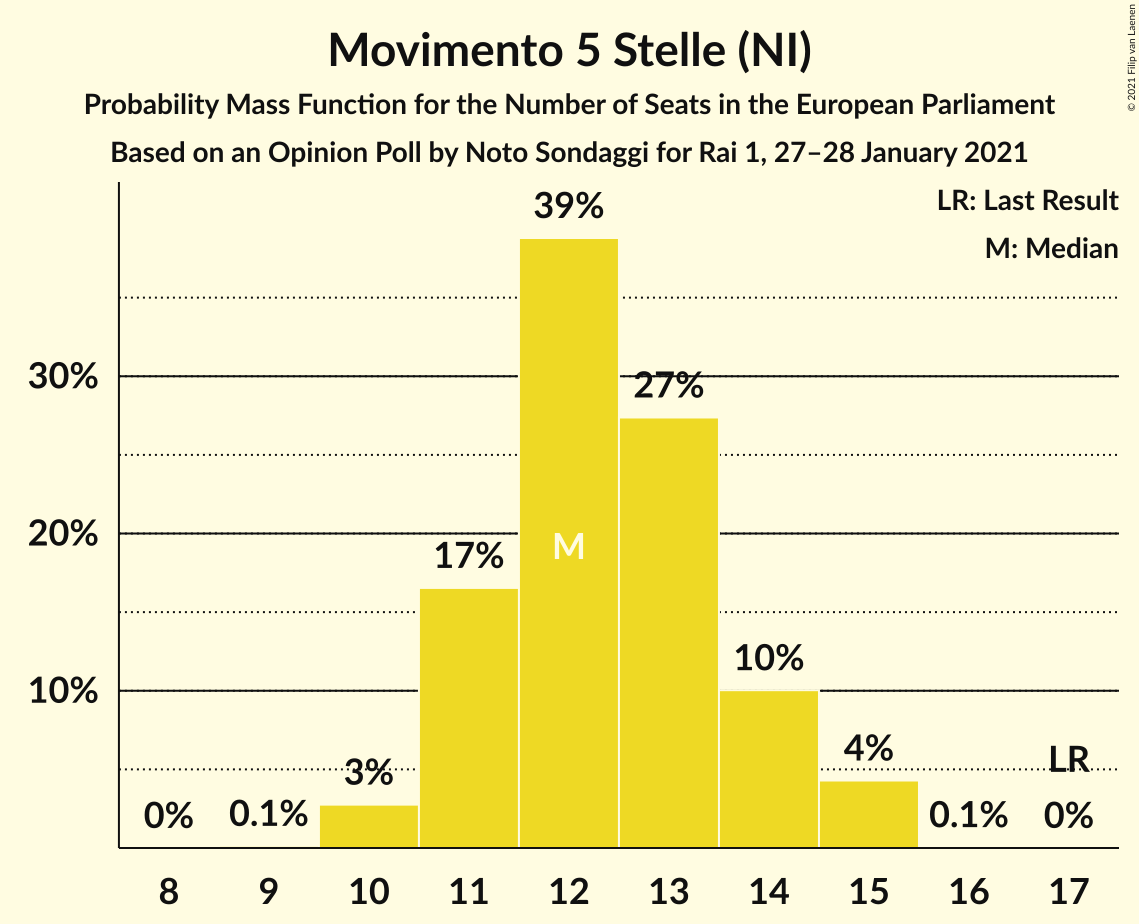 Movimento 5 Stelle (NI)
Probability Mass Function for the Number of Seats in the European Parliament
Based on an Opinion Poll by Noto Sondaggi for Rai 1, 27–28 January 2021
© 2021 Filip van Laenen
LR: Last Result
M: Median
39%
30%
27%
20%
17%
M
10%
10%
3%
4%
LR
0%
0.1%
0.1%
0%
8 9 10 11 12 13 14 15 16 17